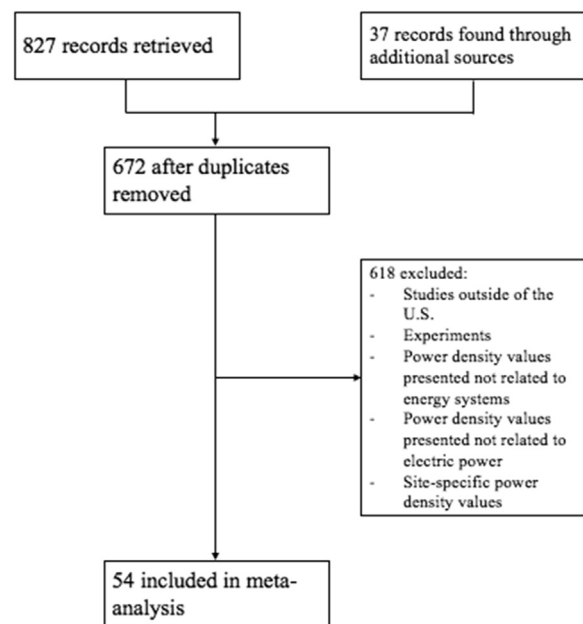 827 records retrieved
37 records found through
additional sources
672 after duplicates
removed
618 excluded:
- Studies outside of the
U.S.
- Experiments
- Power density values
presented not related to
energy systems
- Power density values
presented not related to
electric power
- Site-specific power
density values
54 included in meta-
analysis